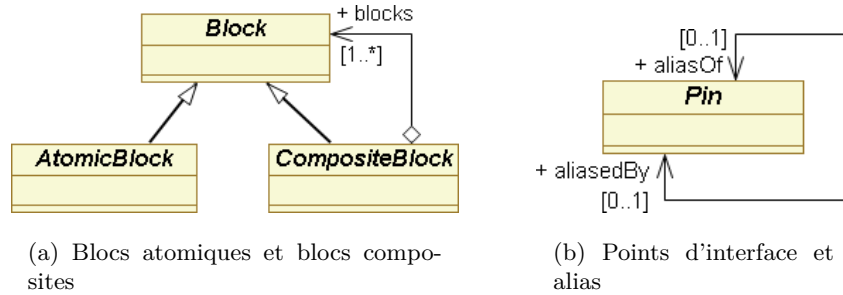 + blocks
Block
[1..*]
AtomicBlock
CompositeBlock
(a) Blocs atomiques et blocs compo-
sites
[0..1]
+ aliasOf
Pin
+ aliasedBy
[0..1]
(b) Points d'interface et
alias